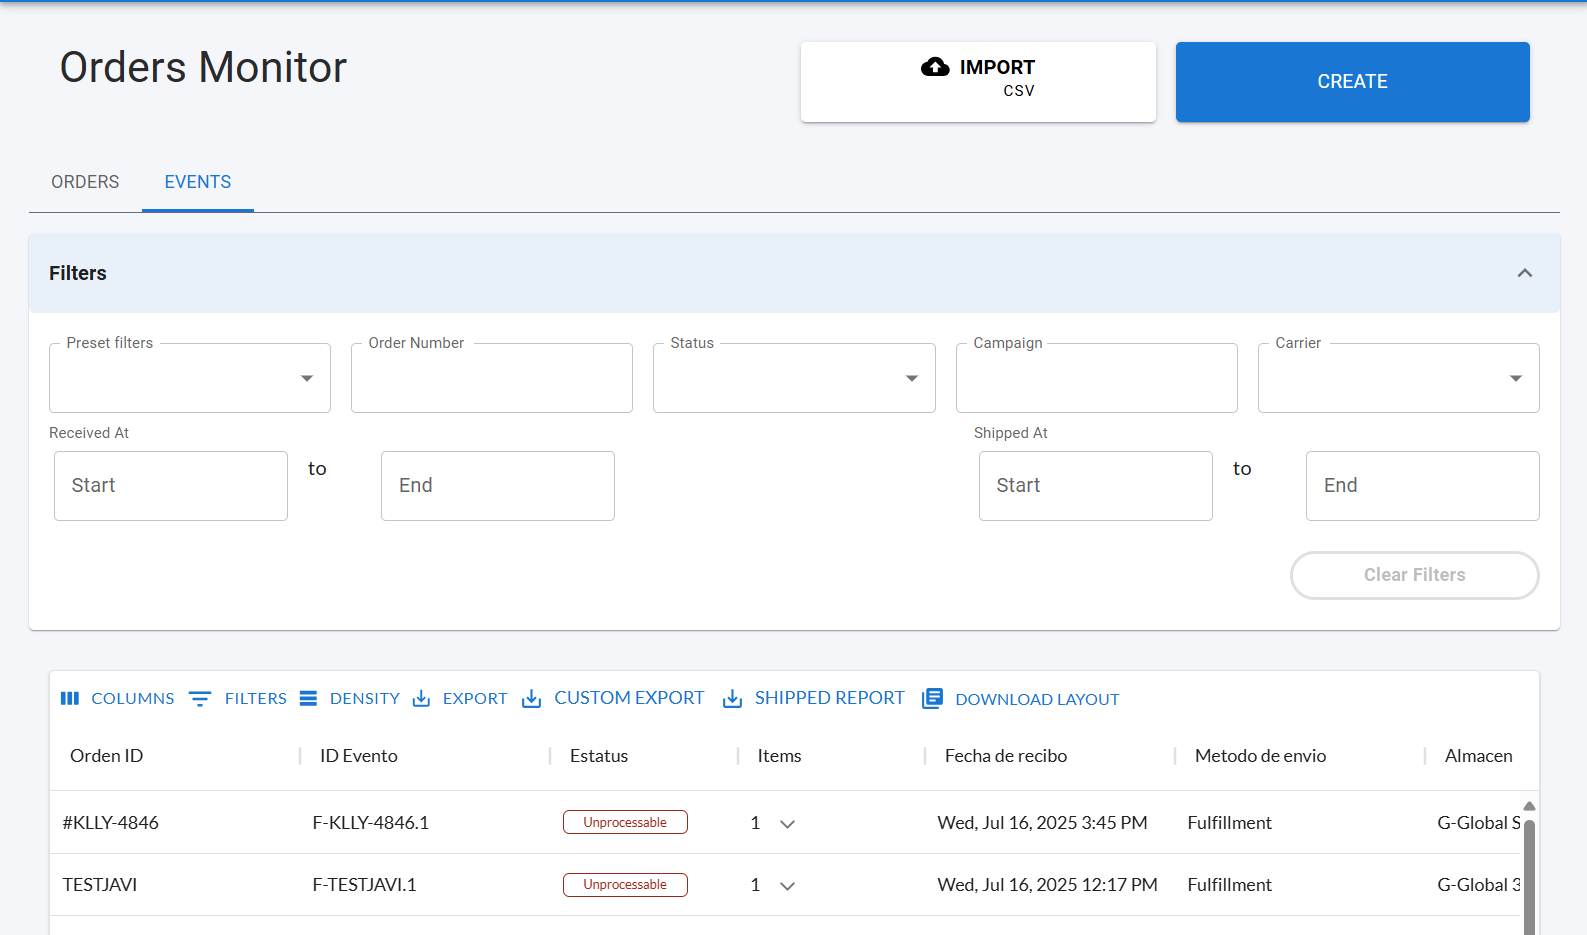 Orders Monitor
IMPORT
CSV
CREATE
ORDERS EVENTS
Filters
Preset filters Order Number Status Campaign Carrier
Received At Shipped At
Start to End Start to End
Clear Filters
COLUMNS FILTERS DENSITY EXPORT CUSTOM EXPORT SHIPPED REPORT DOWNLOAD LAYOUT
Orden ID ID Evento Estatus Items Fecha de recibo Metodo de envio Almacen
#KLLY-4846 F-KLLY-4846.1 Unprocessable 1 Wed, Jul 16, 2025 3:45 PM Fulfillment G-Global S
TESTJAVI F-TESTJAVI.1 Unprocessable 1 Wed, Jul 16, 2025 12:17 PM Fulfillment G-Global 3